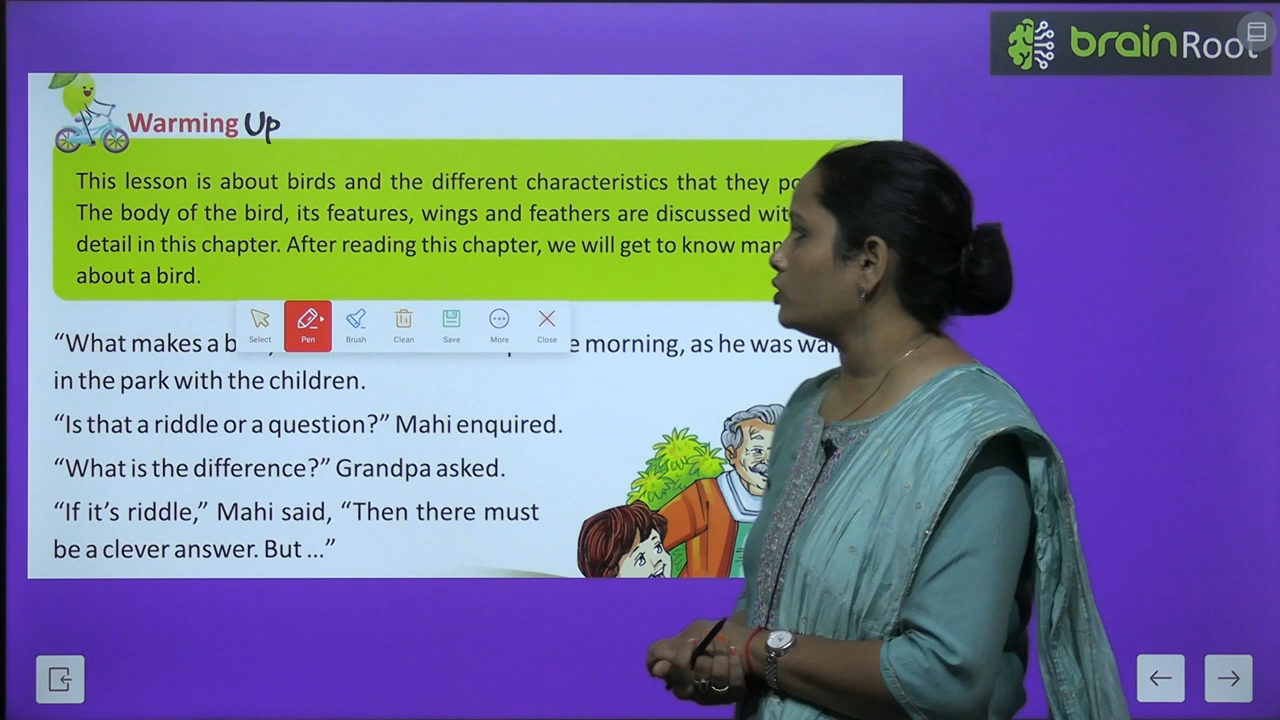 brainRoot
Warming Up
This lesson is about birds and the different characteristics that they
The body of the bird, its features, wings and feathers are discussed
detail in this chapter. After reading this chapter, we will get to know
about a bird.
Select Pen Brush Clean Save More Close
“What makes a morning, as he was
in the park with the children.
“Is that a riddle or a question?” Mahi enquired.
“What is the difference?” Grandpa asked.
“If it’s riddle,” Mahi said, “Then there must
be a clever answer. But ...”